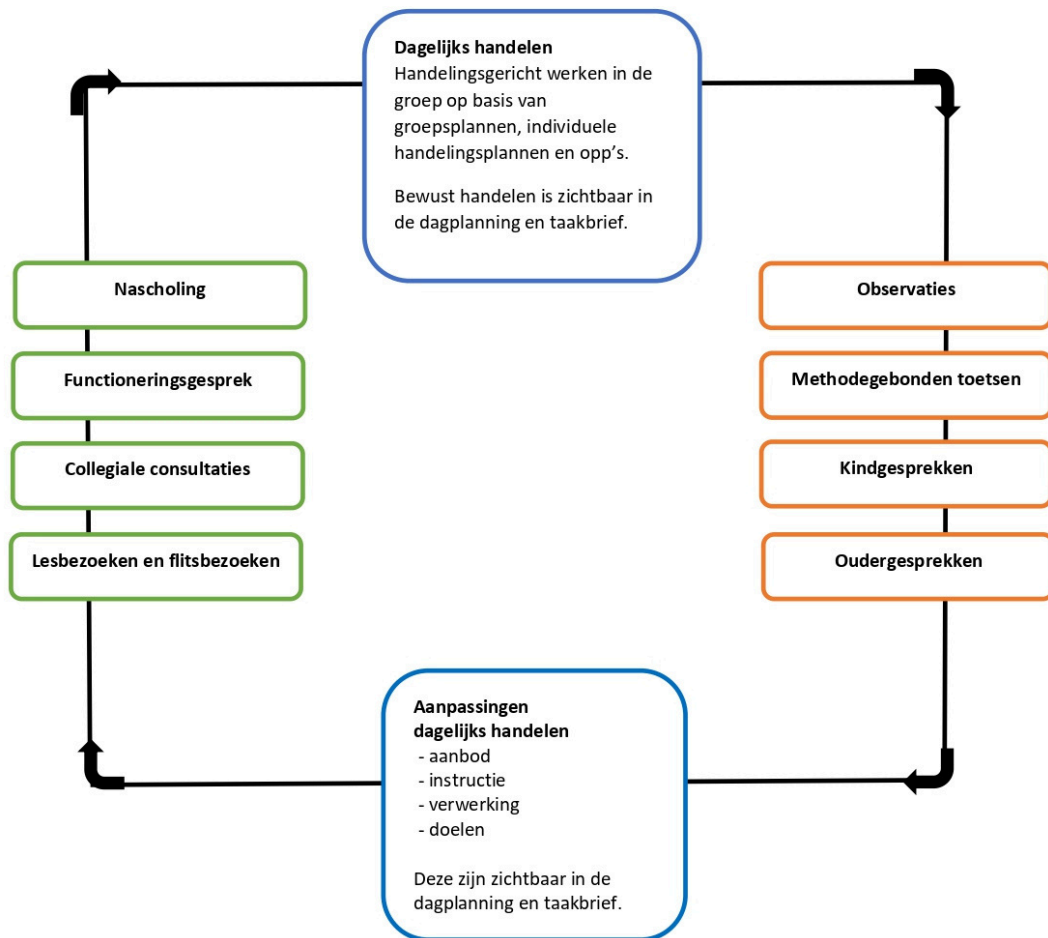 Dagelijks handelen
Handelingsgericht werken in de
groep op basis van
groepsplannen, individuele
handelingsplannen en opp's.
Bewust handelen is zichtbaar in
de dagplanning en taakbrief.
Nascholing
Functioneringsgesprek
Collegiale consultaties
Lesbezoeken en flitsbezoeken
Observaties
Methodegebonden toetsen
Kindgesprekken
Oudergesprekken
Aanpassingen
dagelijks handelen
- aanbod
- instructie
- verwerking
- doelen
Deze zijn zichtbaar in de
dagplanning en taakbrief.